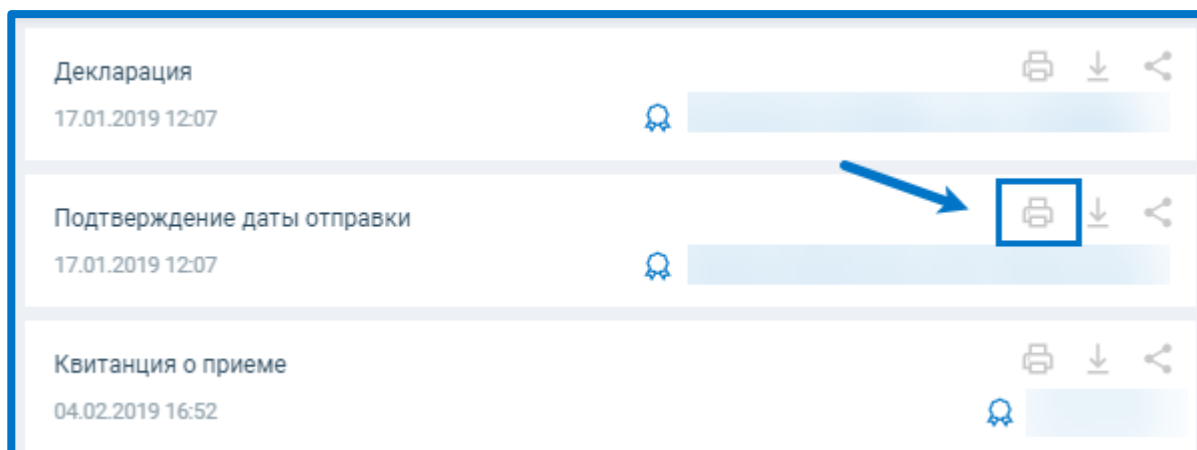 Декларация
17.01.2019 12:07
Подтверждение даты отправки
17.01.2019 12:07
Квитанция о приеме
04.02.2019 16:52